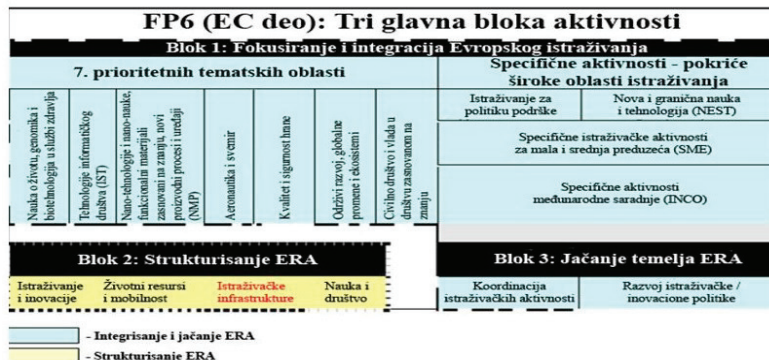 FP6 (EC deo): Tri glavna bloka aktivnosti
Blok 1: Fokusiranje i integracija Evropskog istraživanja
7. prioritetnih tematskih oblasti
Nauka o životu, genomika i
biotehnologija u službi zdravlja
Tehnologije informatičkog
društva (IST)
Nano-tehnologije i nano-nauke,
funkcionalni materijali
zasnovani na znaniju, novi
proizvodni procesi i uređaji
(NMP)
Aeronautika i svemir
Kvalitet i sigurnost hrane
Održivi razvoj, globalne
promene i ekosistemi
Civilno društvo i vlada u
društvu zasnovanom na
znanju
Specifične aktivnosti - pokriće
široke oblasti istraživanja
Istraživanje za
politiku podrške
Nova i granična nauka
i tehnologija (NEST)
Specifične istraživačke aktivnosti
za mala i srednja preduzeća (SME)
Specifične aktivnosti
međunarodne saradnje (INCO)
Blok 2: Strukturisanje ERA
Istraživanje
i inovacije
Životni resursi
i mobilnost
Istraživačke
infrastrukture
Nauka i
društvo
Blok 3: Jačanje temelja ERA
Koordinacija
istraživačkih aktivnosti
Razvoj istraživačke /
inovacione politike
- Integrisanje i jačanje ERA
- Strukturisanje ERA